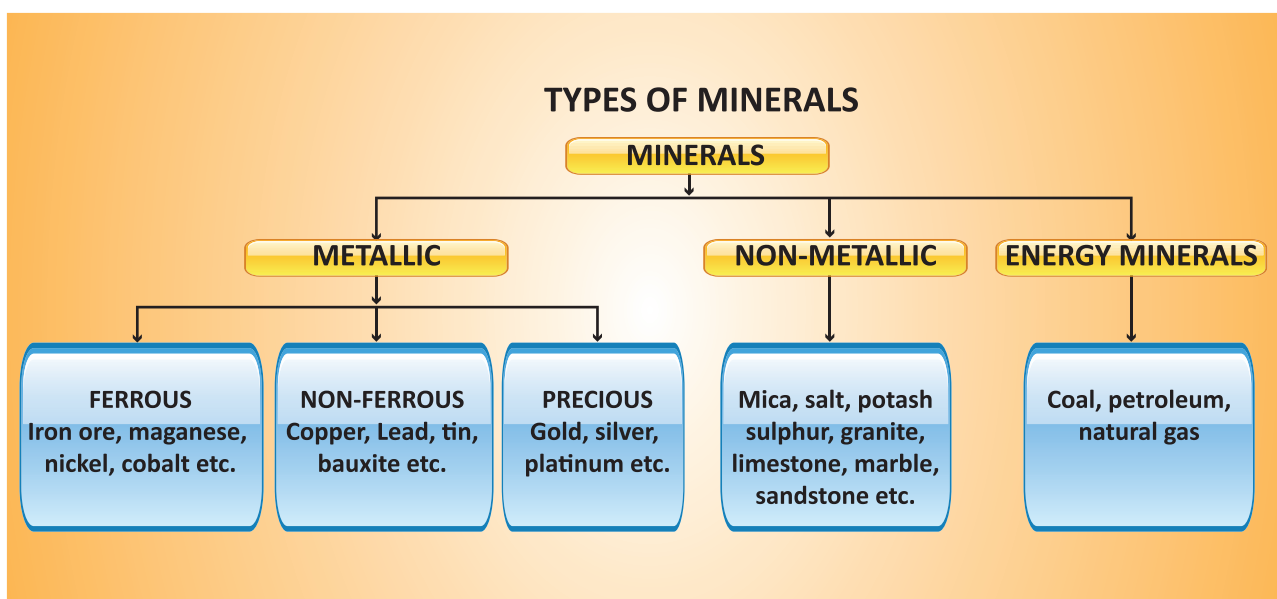 TYPES OF MINERALS
MINERALS
METALLIC
NON-METALLIC
ENERGY MINERALS
FERROUS
Iron ore, maganese,
nickel, cobalt etc.
NON-FERROUS
Copper, Lead, tin,
bauxite etc.
PRECIOUS
Gold, silver,
platinum etc.
Mica, salt, potash
sulphur, granite,
limestone, marble,
sandstone etc.
Coal, petroleum,
natural gas